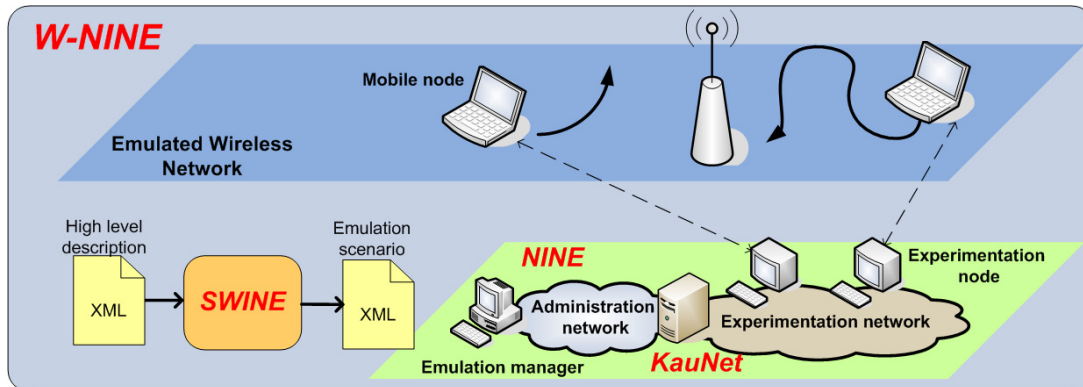 W-NINE
Mobile node
Emulated Wireless
Network
High level
description
XML
SWINE
Emulation
scenario
XML
NINE
Experimentation
node
Administration
network
Experimentation network
KauNet
Emulation manager